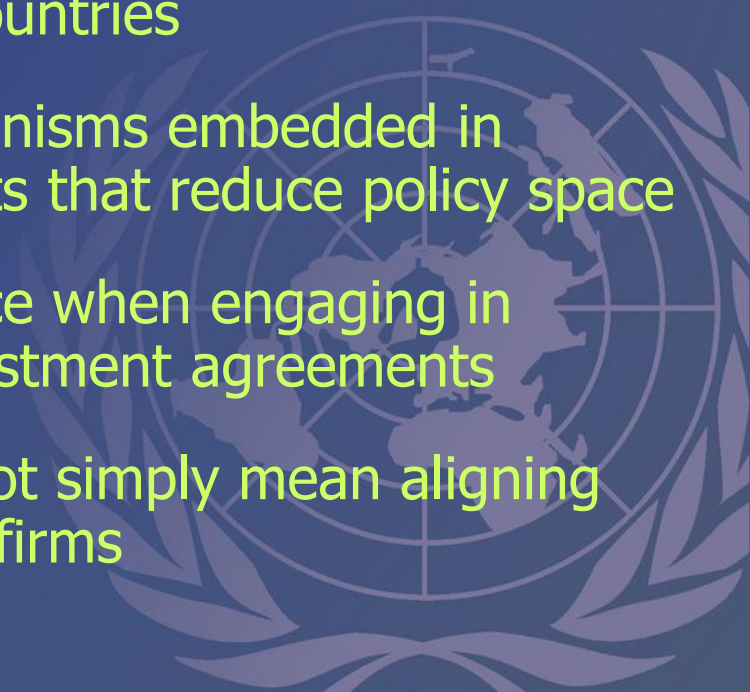 ountries
nisms embedded in
ts that reduce policy space
ce when engaging in
estment agreements
ot simply mean aligning
firms